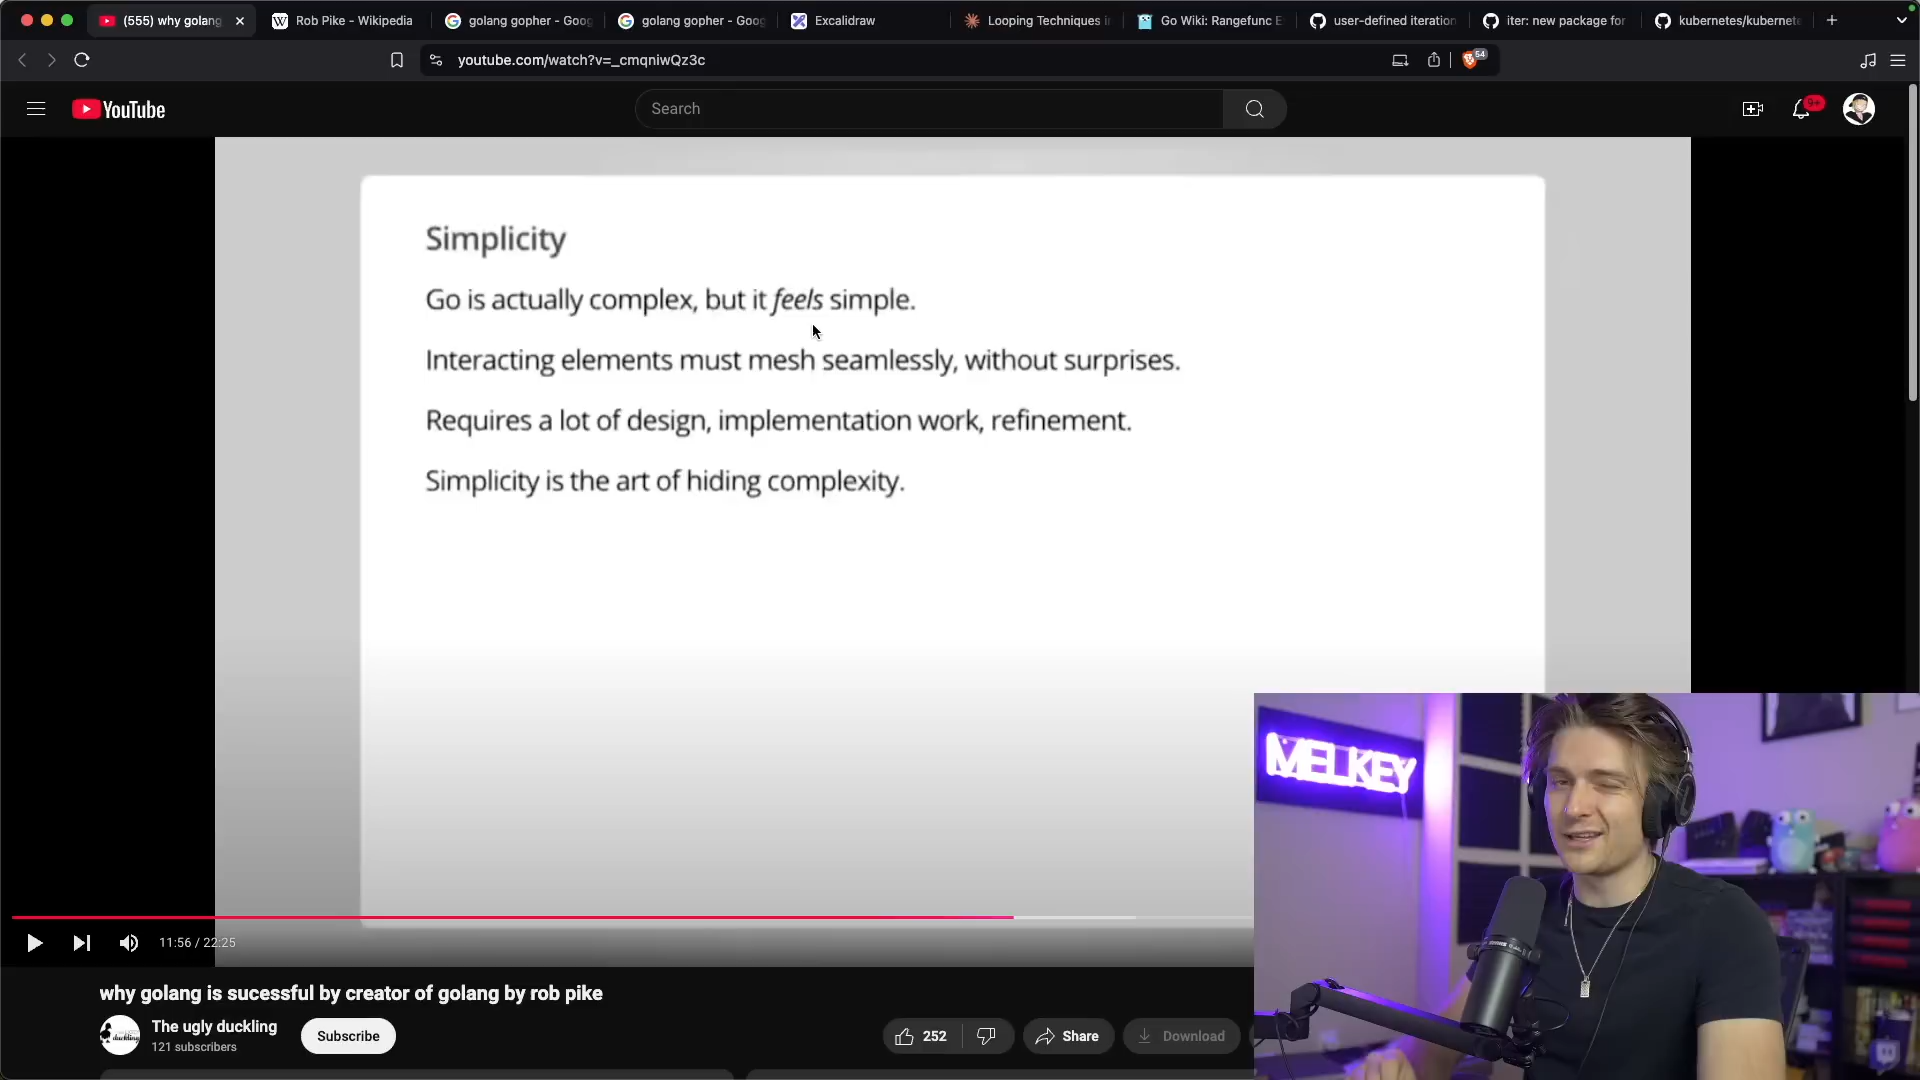 (555) why golang
Rob Pike - Wikipedia
golang gopher - Goog
golang gopher - Goog
Excalidraw
Looping Techniques i
Go Wiki: Rangefunc E
user-defined iteration
iter: new package for
kubernetes/kubernete
youtube.com/watch?v=_cmqniwQz3c
54
YouTube
Search
9+
Simplicity
Go is actually complex, but it feels simple.
Interacting elements must mesh seamlessly, without surprises.
Requires a lot of design, implementation work, refinement.
Simplicity is the art of hiding complexity.
MELKEY
11:56 / 22:25
why golang is sucessful by creator of golang by rob pike
The ugly duckling
121 subscribers
Subscribe
252
Share
Download